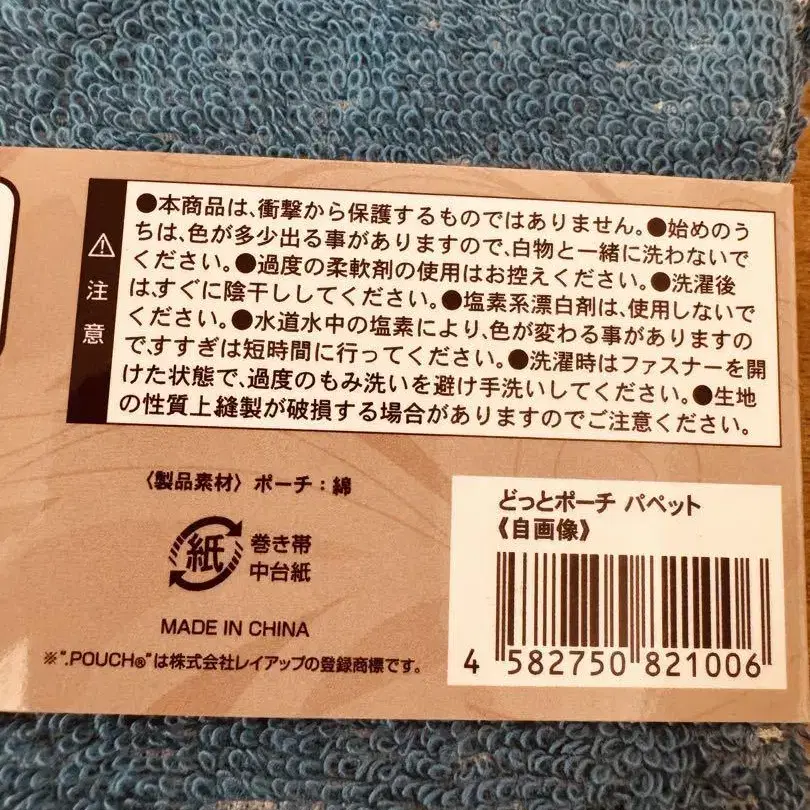 ⚠注意
●本商品は、衝撃から保護するものではありません。●始めのう
ちは、色が多少出る事がありますので、白物と一緒に洗わないで
ください。●過度の柔軟剤の使用はお控えください。●洗濯後
は、すぐに陰干ししてください。●塩素系漂白剤は、使用しないで
ください。●水道水中の塩素により、色が変わる事がありますの
で、すすぎは短時間に行ってください。●洗濯時はファスナーを開
けた状態で、過度のもみ洗いを避け手洗いしてください。●生地
の性質上縫製が破損する場合がありますのでご注意ください。
〈製品素材〉ポーチ：綿
紙
巻き帯
中台紙
MADE IN CHINA
※".POUCH®"は株式会社レイアップの登録商標です。
どっとポーチ パペット
《自画像》
4 582750 821006